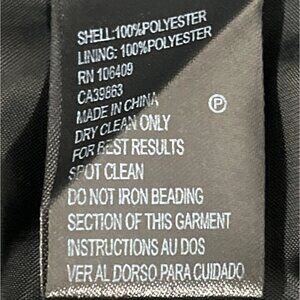 SHELL:100%POLYESTER
LINING: 100%POLYESTER
RN 106409
CA39863
MADE IN CHINA
Ⓟ
DRY CLEAN ONLY
FOR BEST RESULTS
SPOT CLEAN
DO NOT IRON BEADING
SECTION OF THIS GARMENT
INSTRUCTIONS AU DOS
VER AL DORSO PARA CUIDADO